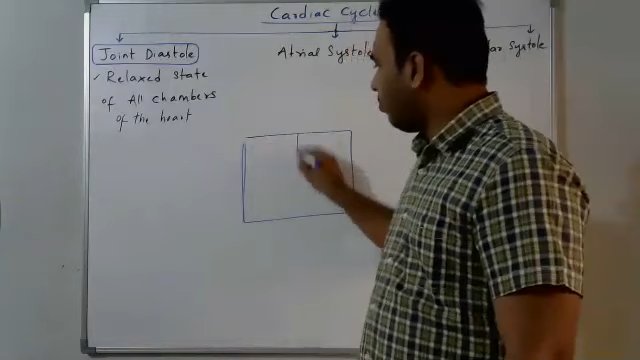 Cardiac Cycle
Joint Diastole
Atrial Systole
Systole
✓ Relaxed state
of All chambers
of the heart